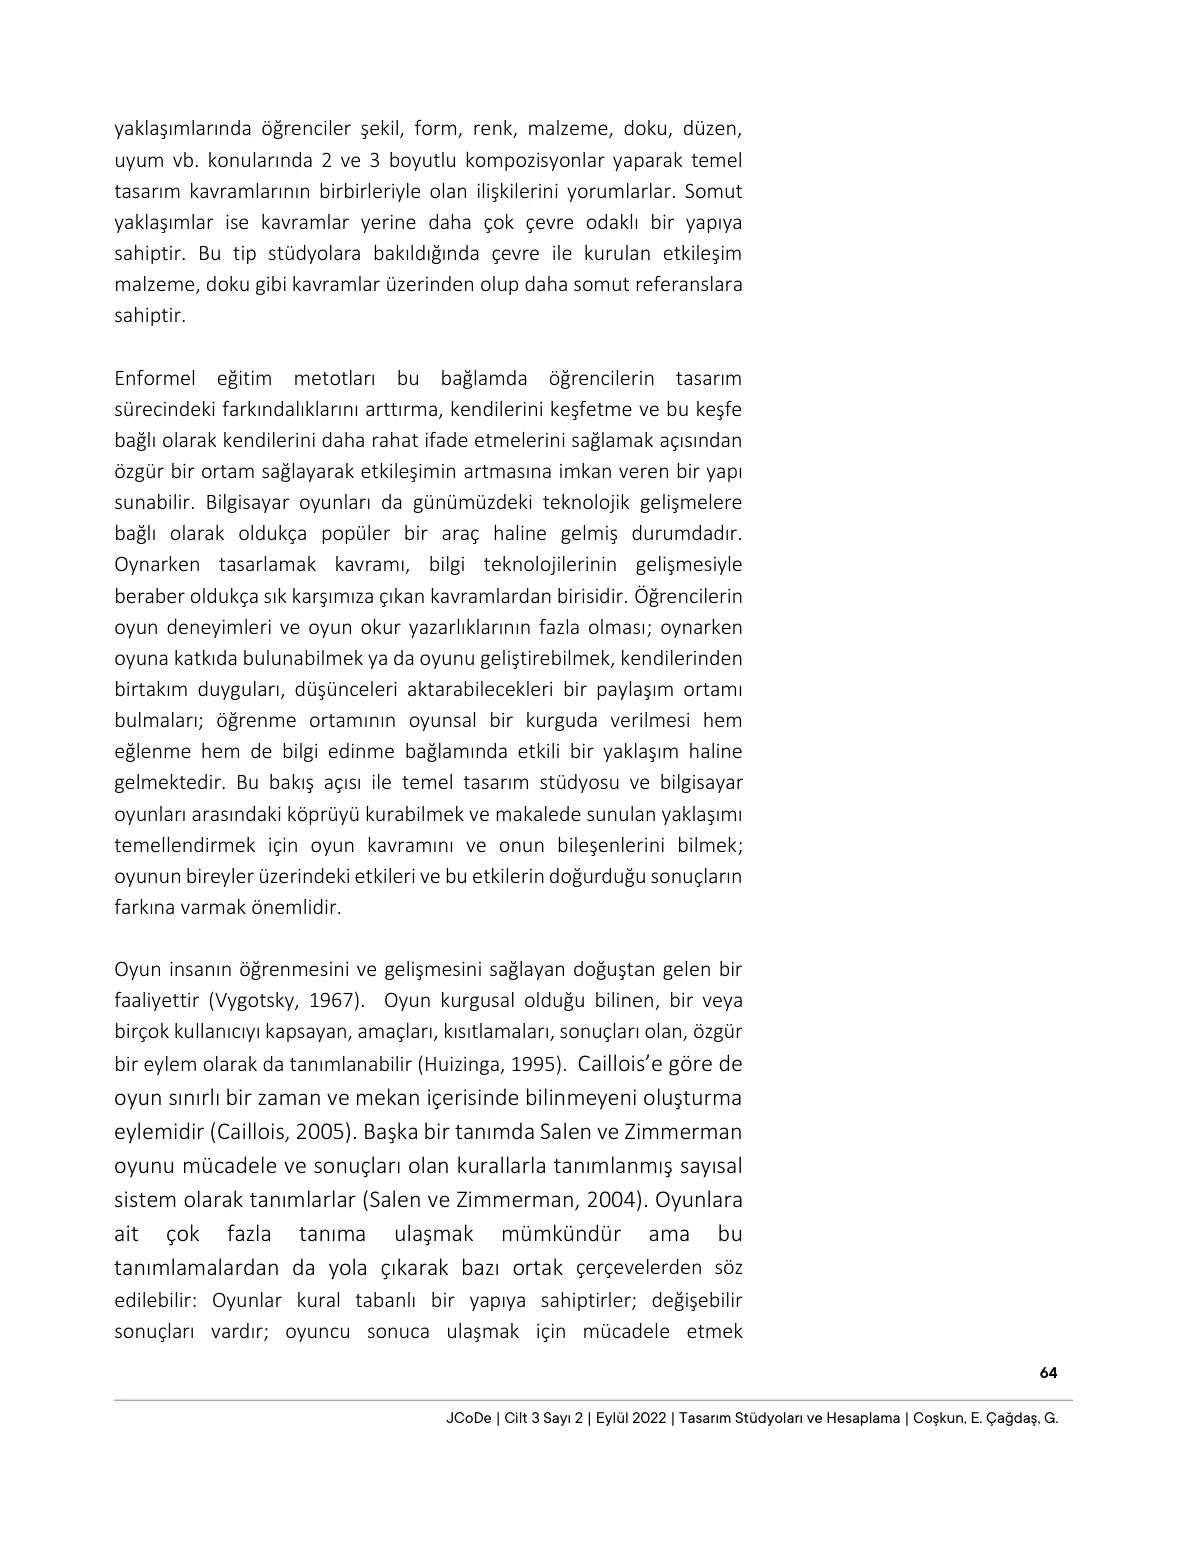 yaklaşımlarında öğrenciler şekil, form, renk, malzeme, doku, düzen,
uyum vb. konularında 2 ve 3 boyutlu kompozisyonlar yaparak temel
tasarım kavramlarının birbirleriyle olan ilişkilerini yorumlarlar. Somut
yaklaşımlar ise kavramlar yerine daha çok çevre odaklı bir yapıya
sahiptir. Bu tip stüdyolara bakıldığında çevre ile kurulan etkileşim
malzeme, doku gibi kavramlar üzerinden olup daha somut referanslara
sahiptir.
Enformel eğitim metotları bu bağlamda öğrencilerin tasarım
sürecindeki farkındalıklarını arttırma, kendilerini keşfetme ve bu keşfe
bağlı olarak kendilerini daha rahat ifade etmelerini sağlamak açısından
özgür bir ortam sağlayarak etkileşimin artmasına imkan veren bir yapı
sunabilir. Bilgisayar oyunları da günümüzdeki teknolojik gelişmelere
bağlı olarak oldukça popüler bir araç haline gelmiş durumdadır.
Oynarken tasarlamak kavramı, bilgi teknolojilerinin gelişmesiyle
beraber oldukça sık karşımıza çıkan kavramlardan birisidir. Öğrencilerin
oyun deneyimleri ve oyun okur yazarlıklarının fazla olması; oynarken
oyuna katkıda bulunabilmek ya da oyunu geliştirebilmek, kendilerinden
birtakım duyguları, düşünceleri aktarabilecekleri bir paylaşım ortamı
bulmaları; öğrenme ortamının oyunsal bir kurguda verilmesi hem
eğlenme hem de bilgi edinme bağlamında etkili bir yaklaşım haline
gelmektedir. Bu bakış açısı ile temel tasarım stüdyosu ve bilgisayar
oyunları arasındaki köprüyü kurabilmek ve makalede sunulan yaklaşımı
temellendirmek için oyun kavramını ve onun bileşenlerini bilmek;
oyunun bireyler üzerindeki etkileri ve bu etkilerin doğurduğu sonuçların
farkına varmak önemlidir.
Oyun insanın öğrenmesini ve gelişmesini sağlayan doğuştan gelen bir
faaliyettir (Vygotsky, 1967). Oyun kurgusal olduğu bilinen, bir veya
birçok kullanıcıyı kapsayan, amaçları, kısıtlamaları, sonuçları olan, özgür
bir eylem olarak da tanımlanabilir (Huizinga, 1995). Caillois’e göre de
oyun sınırlı bir zaman ve mekan içerisinde bilinmeyeni oluşturma
eylemidir (Caillois, 2005). Başka bir tanımda Salen ve Zimmerman
oyunu mücadele ve sonuçları olan kurallarla tanımlanmış sayısal
sistem olarak tanımlarlar (Salen ve Zimmerman, 2004). Oyunlara
ait çok fazla tanıma ulaşmak mümkündür ama bu
tanımlamalardan da yola çıkarak bazı ortak çerçevelerden söz
edilebilir: Oyunlar kural tabanlı bir yapıya sahiptirler; değişebilir
sonuçları vardır; oyuncu sonuca ulaşmak için mücadele etmek
64
JCoDe | Cilt 3 Sayı 2 | Eylül 2022 | Tasarım Stüdyoları ve Hesaplama | Coşkun, E. Çağdaş, G.